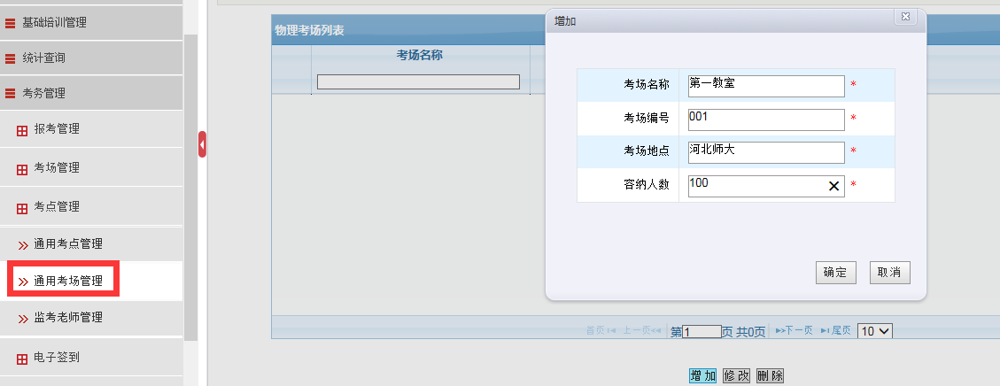 基础培训管理
统计查询
考务管理
报考管理
考场管理
考点管理
通用考点管理
通用考场管理
监考老师管理
电子签到
物理考场列表
考场名称
增加
考场名称 第一教室 *
考场编号 001 *
考场地点 河北师大 *
容纳人数 100 *
确定 取消
首页 上一页 第1页 共0页 下一页 尾页 10
增加 修改 删除